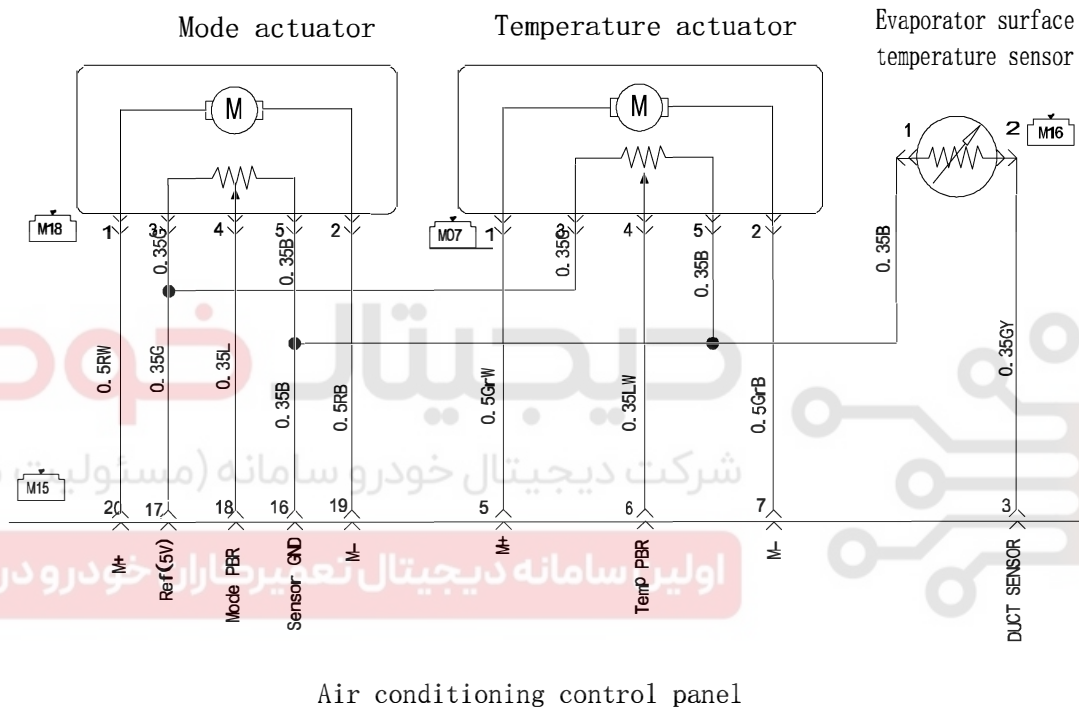 Mode actuator
Temperature actuator
Evaporator surface
temperature sensor
M
M
1
2
M16
M18
1
3
4
5
2
M07
1
3
4
5
2
0.35G
0.35B
0.35G
0.35B
0.35B
0.5RW
0.35G
0.35L
0.35B
0.5RB
0.5GrW
0.35LW
0.5GrB
0.35GY
دیجیتال خودرو
شرکت دیجیتال خودرو سامانه (مسئولیت
M15
20
17
18
16
19
5
6
7
3
M+
Ref(5V)
Mode PBR
Sensor GND
M-
M+
Temp PBR
M-
DUCT SENSOR
اولین سامانه دیجیتال تعمیرکاران خودرو در
Air conditioning control panel